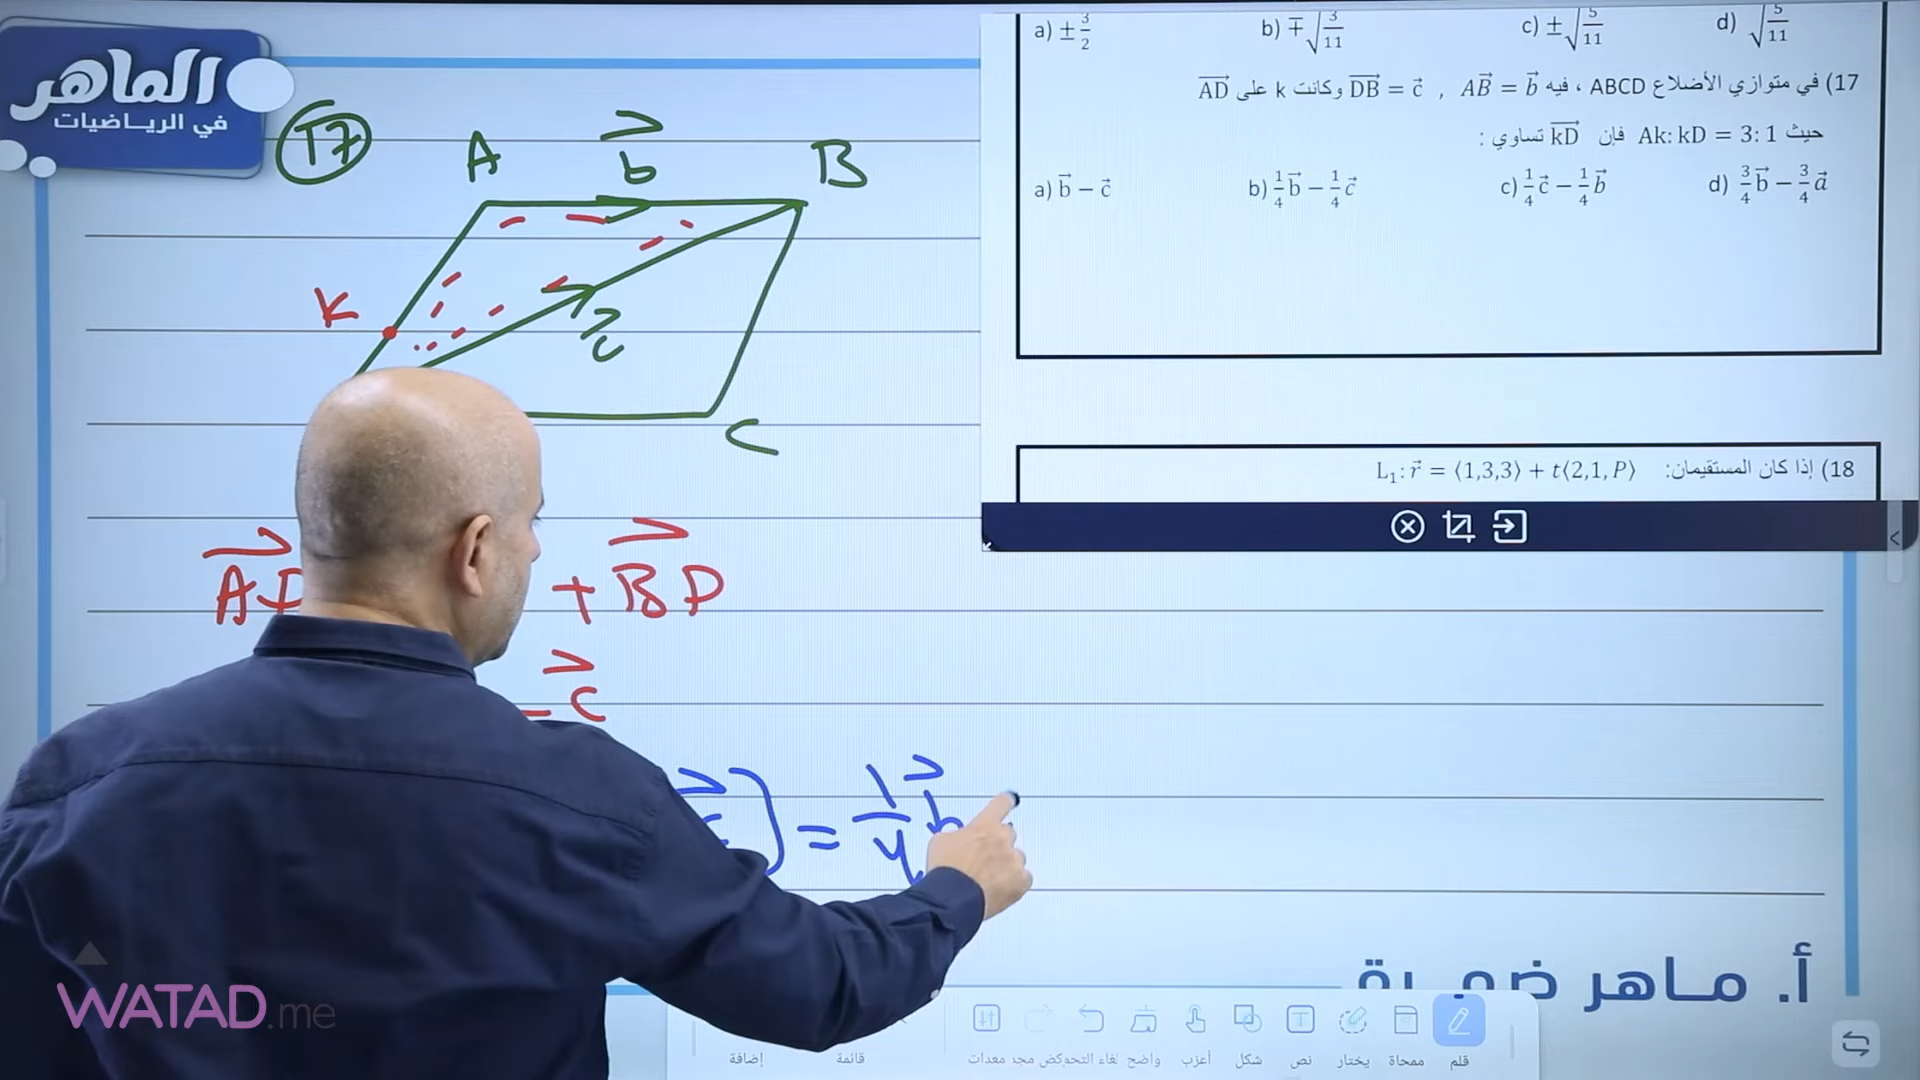 الماهر
في الرياضيات
17
A
b
B
K
c
C
AD
+ BD
- c
) = 1/4 b
a) ± 3/2 b) ∓ √3/11 c) ± √5/11 d) √5/11
17) في متوازي الأضلاع ABCD ، فيه AB = b , DB = c وكانت k على AD
حيث Ak: kD = 3: 1 فإن kD تساوي :
a) b − c b) 1/4 b − 1/4 c c) 1/4 c − 1/4 b d) 3/4 b − 3/4 a
18) إذا كان المستقيمان: L₁: r = ⟨1,3,3⟩ + t⟨2,1, P⟩
أ. ماهر ضمرة
WATAD.me
إضافة
قائمة
معدات
واضح
أعزب
شكل
نص
يختار
ممحاة
قلم